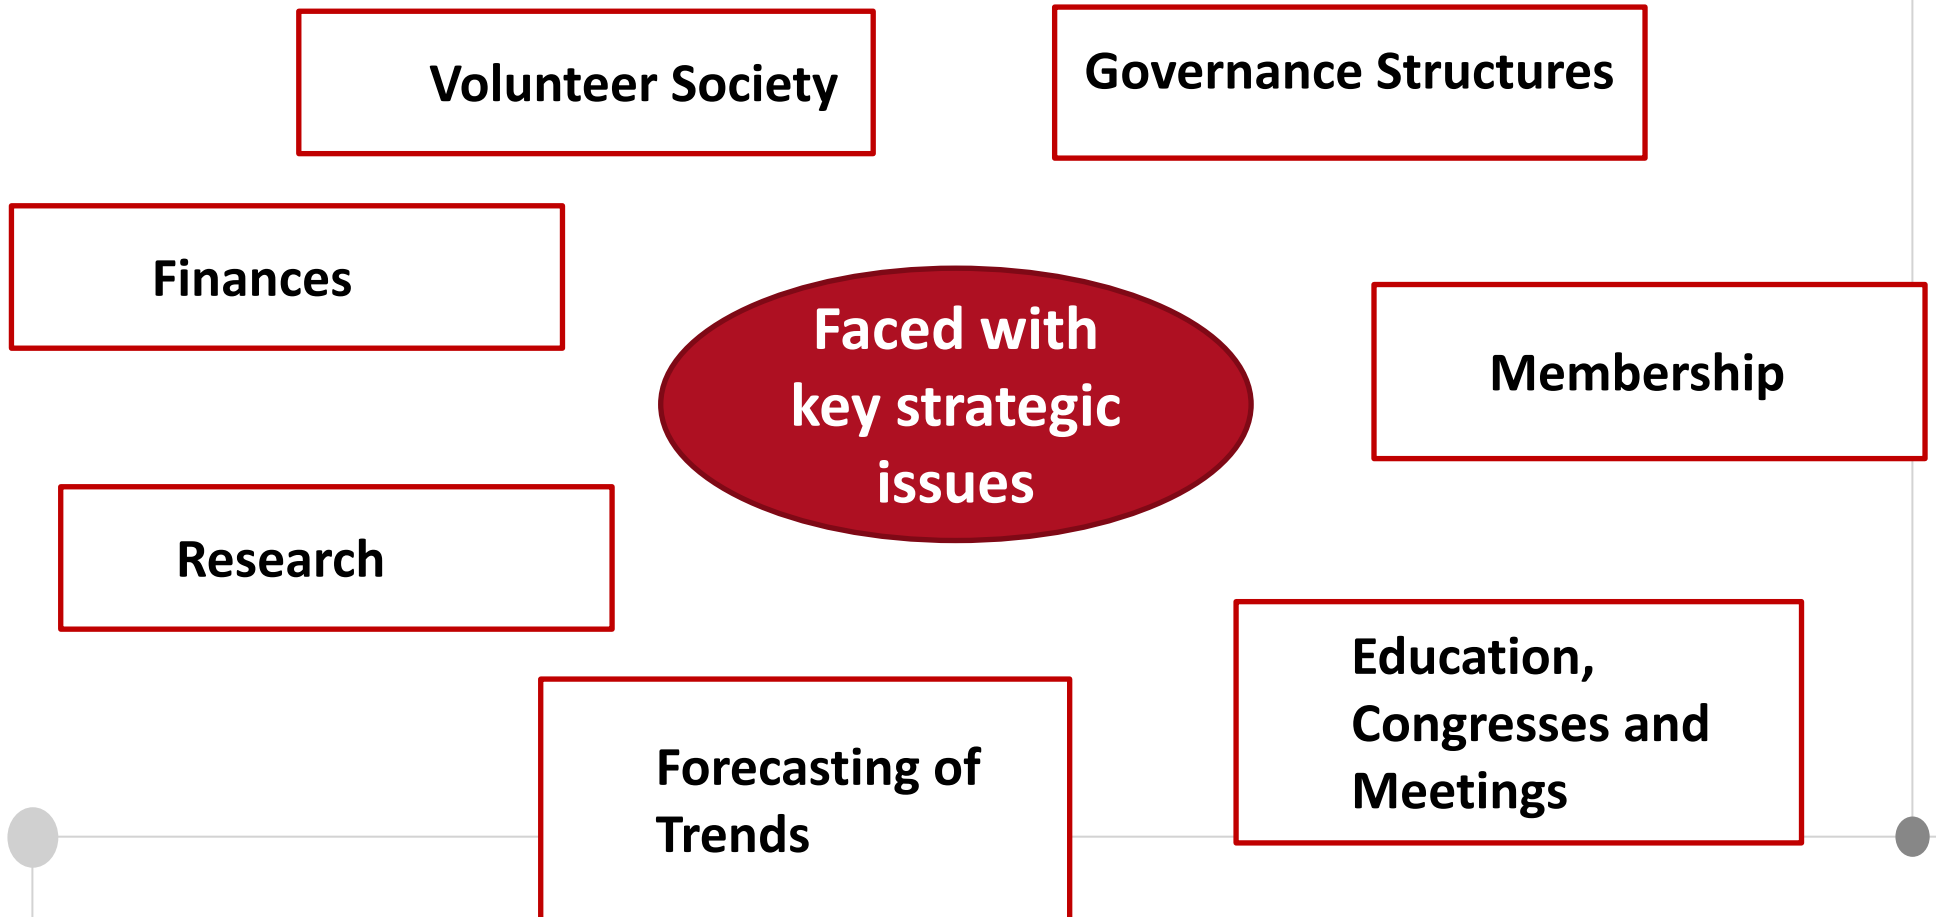 Volunteer Society
Governance Structures
Finances
Faced with
key strategic
issues
Membership
Research
Education,
Congresses and
Meetings
Forecasting of
Trends